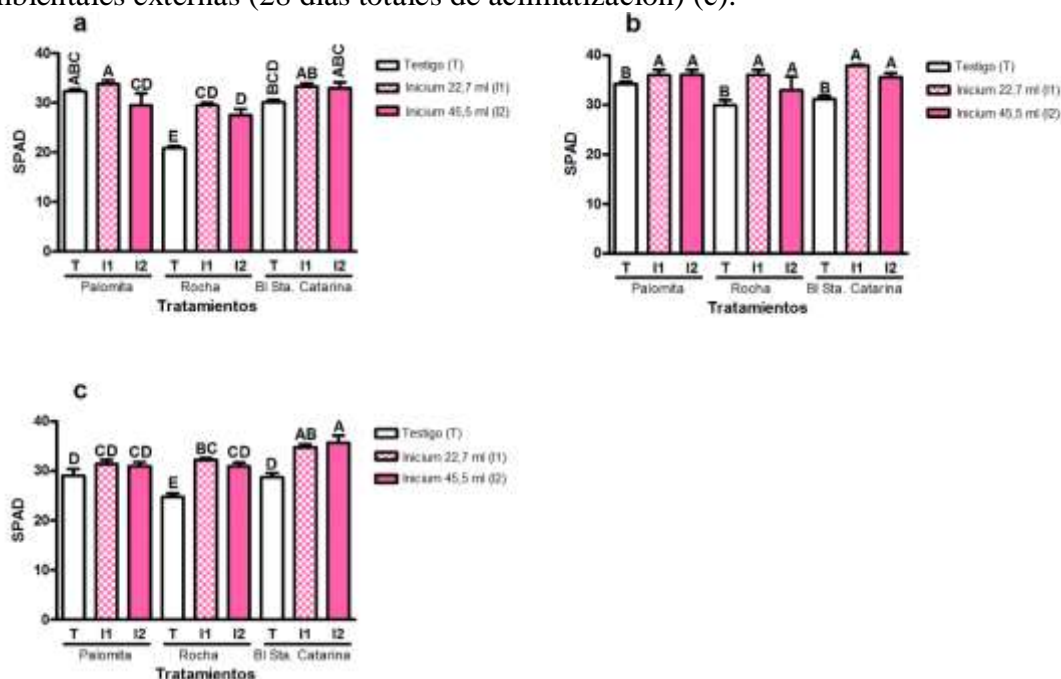 ambientales externas (28 días totales de aclimatización) (c).
a
40
30
20
10
0
SPAD
ABC
A
CD
E
CD
D
BCD
AB
ABC
T I1 I2 T I1 I2 T I1 I2
Palomita Rocha Bl Sta. Catarina
Tratamientos
Testigo (T)
Inicium 22,7 ml (I1)
Inicium 45,5 ml (I2)
b
40
30
20
10
0
SPAD
B
A
A
B
A
A
B
A
A
T I1 I2 T I1 I2 T I1 I2
Palomita Rocha Bl Sta. Catarina
Tratamientos
Testigo (T)
Inicium 22,7 ml (I1)
Inicium 45,5 ml (I2)
c
40
30
20
10
0
SPAD
D
CD
CD
E
BC
CD
D
AB
A
T I1 I2 T I1 I2 T I1 I2
Palomita Rocha Bl Sta. Catarina
Tratamientos
Testigo (T)
Inicium 22,7 ml (I1)
Inicium 45,5 ml (I2)